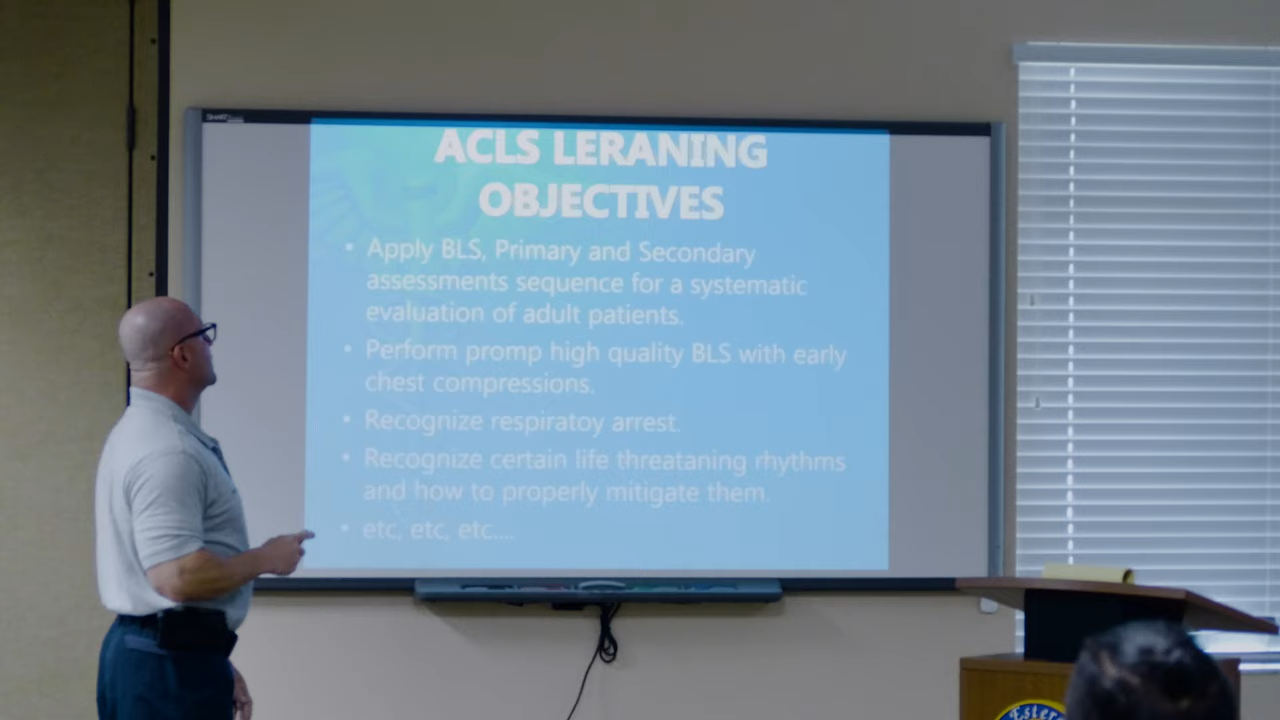 SMART
ACLS LERANING
OBJECTIVES
• Apply BLS, Primary and Secondary
assessments sequence for a systematic
evaluation of adult patients.
• Perform promp high quality BLS with early
chest compressions.
• Recognize respiratoy arrest.
• Recognize certain life threataning rhythms
and how to properly mitigate them.
• etc, etc, etc....
Ester